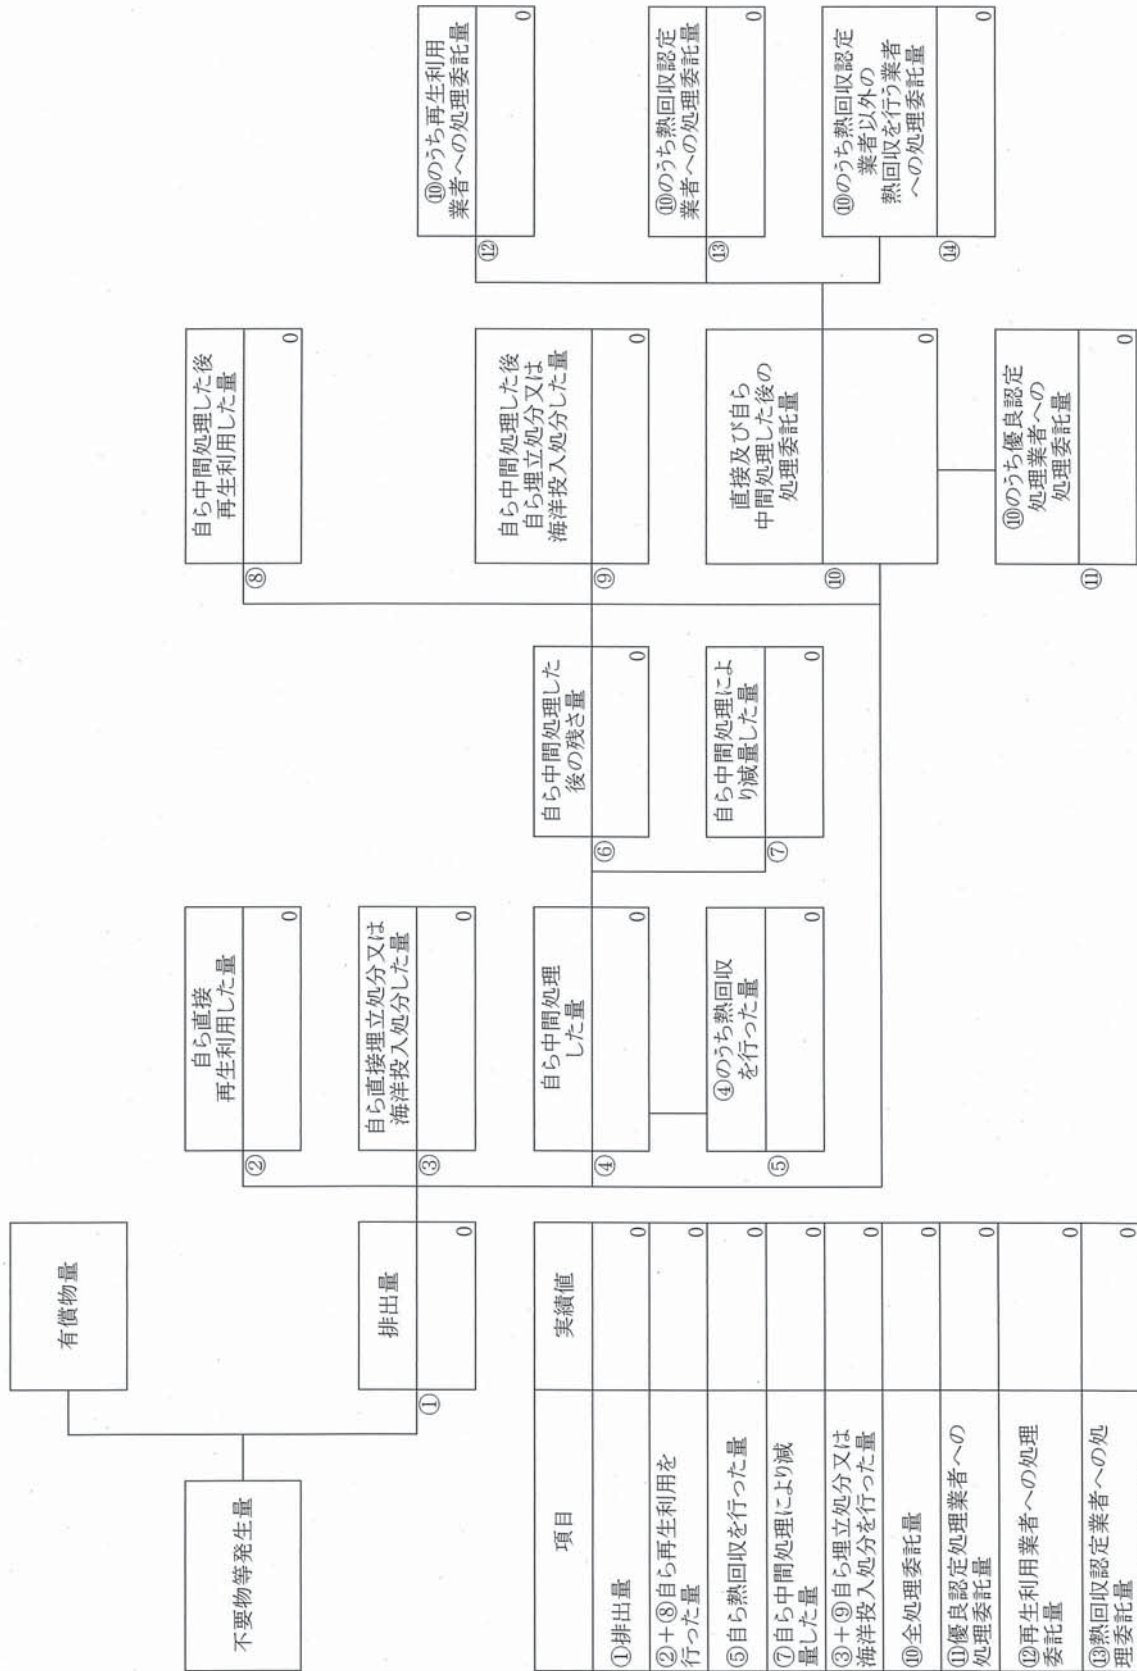 不要物等発生量
有償物量
排出量
①
0
自ら直接
再生利用した量
②
0
自ら直接埋立処分又は
海洋投入処分した量
③
0
自ら中間処理
した量
④
0
④のうち熱回収
を行った量
⑤
0
自ら中間処理した
後の残さ量
⑥
0
自ら中間処理によ
り減量した量
⑦
0
自ら中間処理した後
再生利用した量
⑧
0
自ら中間処理した後
自ら埋立処分又は
海洋投入処分した量
⑨
0
直接及び自ら
中間処理した後の
処理委託量
⑩
0
⑩のうち優良認定
処理業者への
処理委託量
⑪
0
⑩のうち再生利用
業者への処理委託量
⑫
0
⑩のうち熱回収認定
業者への処理委託量
⑬
0
⑩のうち熱回収認定
業者以外の
熱回収を行う業者
への処理委託量
⑭
0
項目 実績値
①排出量 0
②+⑧自ら再生利用を
行った量 0
⑤自ら熱回収を行った量 0
⑦自ら中間処理により減
量した量 0
③+⑨自ら埋立処分又は
海洋投入処分を行った量 0
⑩全処理委託量 0
⑪優良認定処理業者への
処理委託量 0
⑫再生利用業者への処理
委託量 0
⑬熱回収認定業者への処
理委託量 0